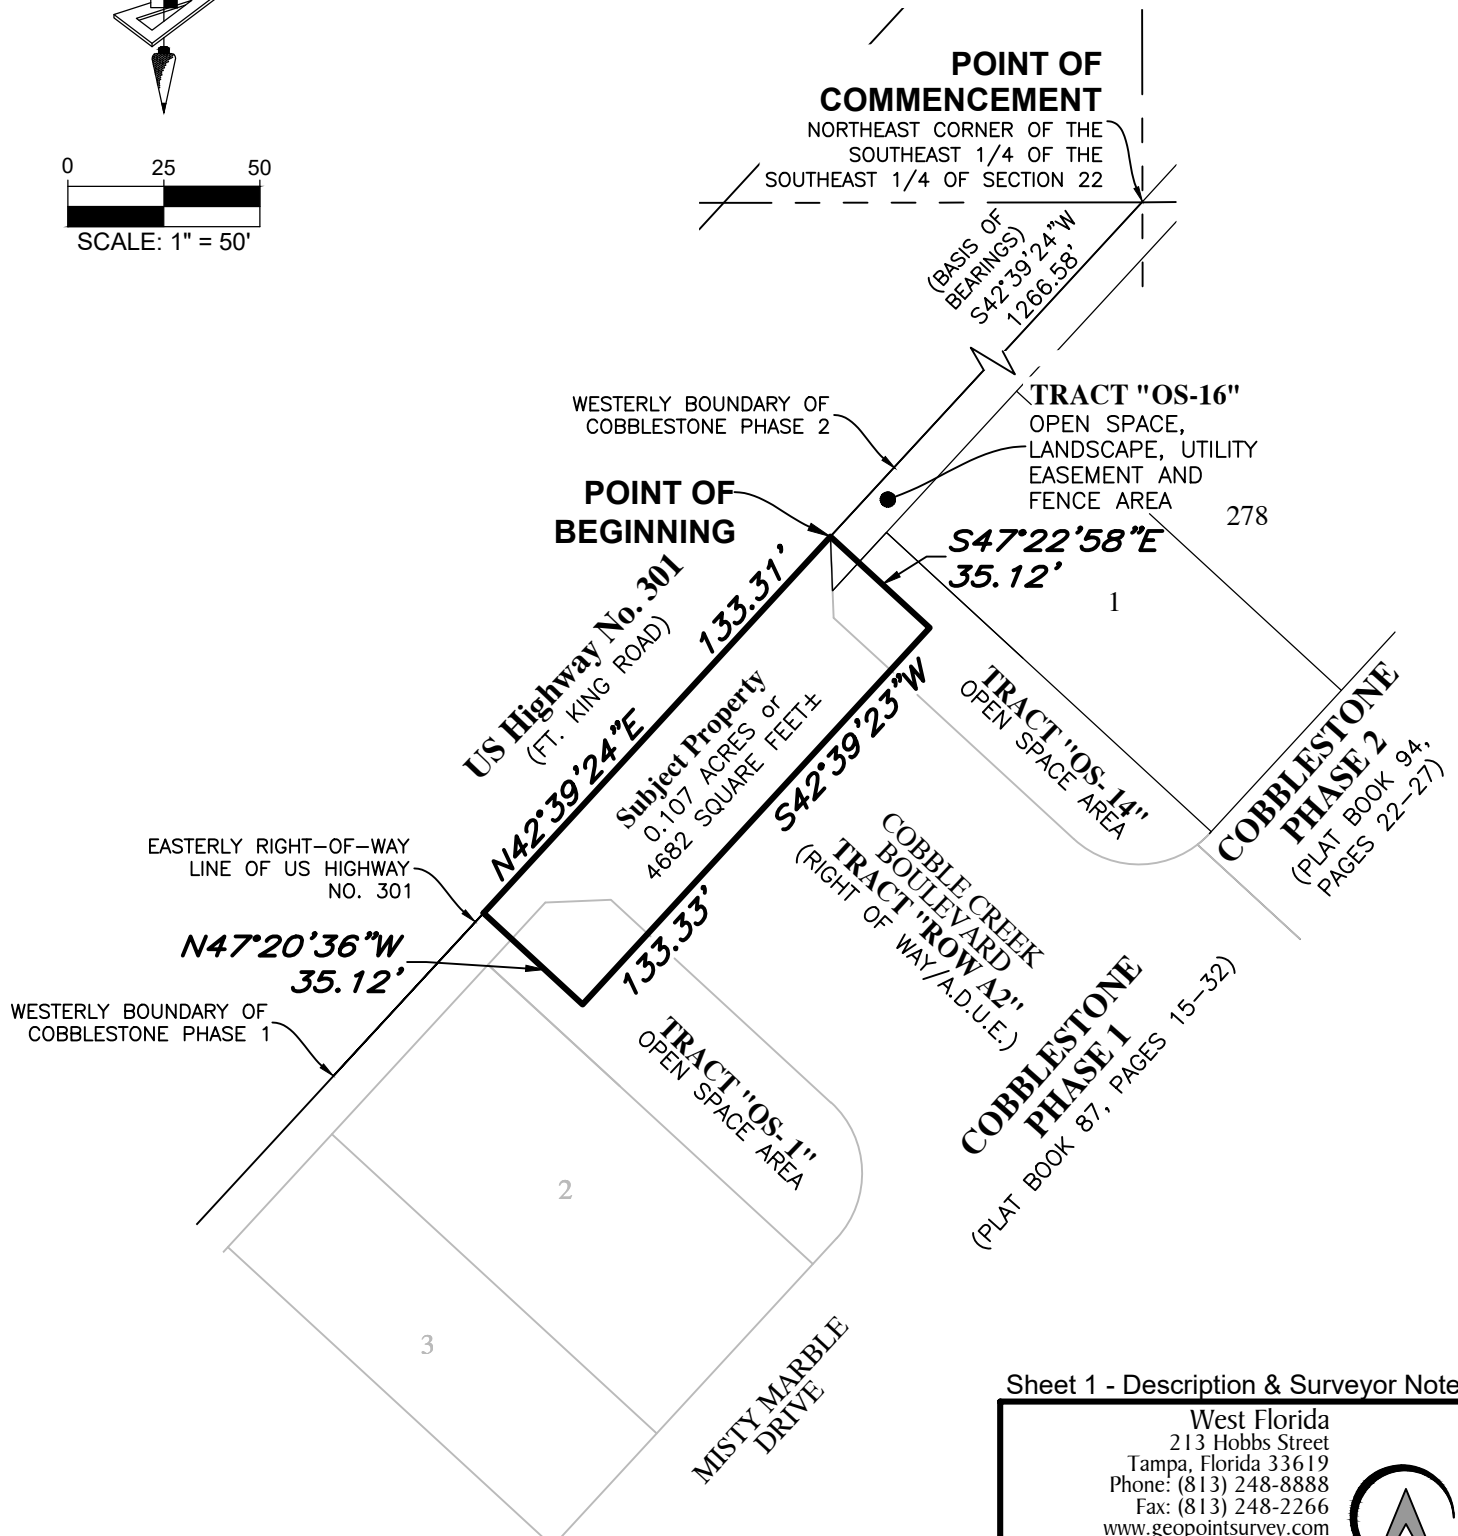 0 25 50
SCALE: 1" = 50'
POINT OF
COMMENCEMENT
NORTHEAST CORNER OF THE
SOUTHEAST 1/4 OF THE
SOUTHEAST 1/4 OF SECTION 22
(BASIS OF
BEARINGS)
S42°39'24"W
1266.58'
WESTERLY BOUNDARY OF
COBBLESTONE PHASE 2
TRACT "OS-16"
OPEN SPACE,
LANDSCAPE, UTILITY
EASEMENT AND
FENCE AREA
278
POINT OF
BEGINNING
S47°22'58"E
35.12'
1
US Highway No. 301
(FT. KING ROAD)
133.31'
N42°39'24"E
Subject Property
0.107 ACRES or
4682 SQUARE FEET±
S42°39'23"W
133.33'
TRACT "OS-14"
OPEN SPACE AREA
COBBLESTONE
PHASE 2
(PLAT BOOK 94,
PAGES 22-27)
EASTERLY RIGHT-OF-WAY
LINE OF US HIGHWAY
NO. 301
N47°20'36"W
35.12'
WESTERLY BOUNDARY OF
COBBLESTONE PHASE 1
COBBLE CREEK
BOULEVARD
TRACT "ROW A2"
(RIGHT OF WAY/A.D.U.E.)
COBBLESTONE
PHASE 1
(PLAT BOOK 87, PAGES 15-32)
TRACT "OS-1"
OPEN SPACE AREA
2
3
MISTY MARBLE
DRIVE
Sheet 1 - Description & Surveyor Note
West Florida
213 Hobbs Street
Tampa, Florida 33619
Phone: (813) 248-8888
Fax: (813) 248-2266
www.geopointsurvey.com